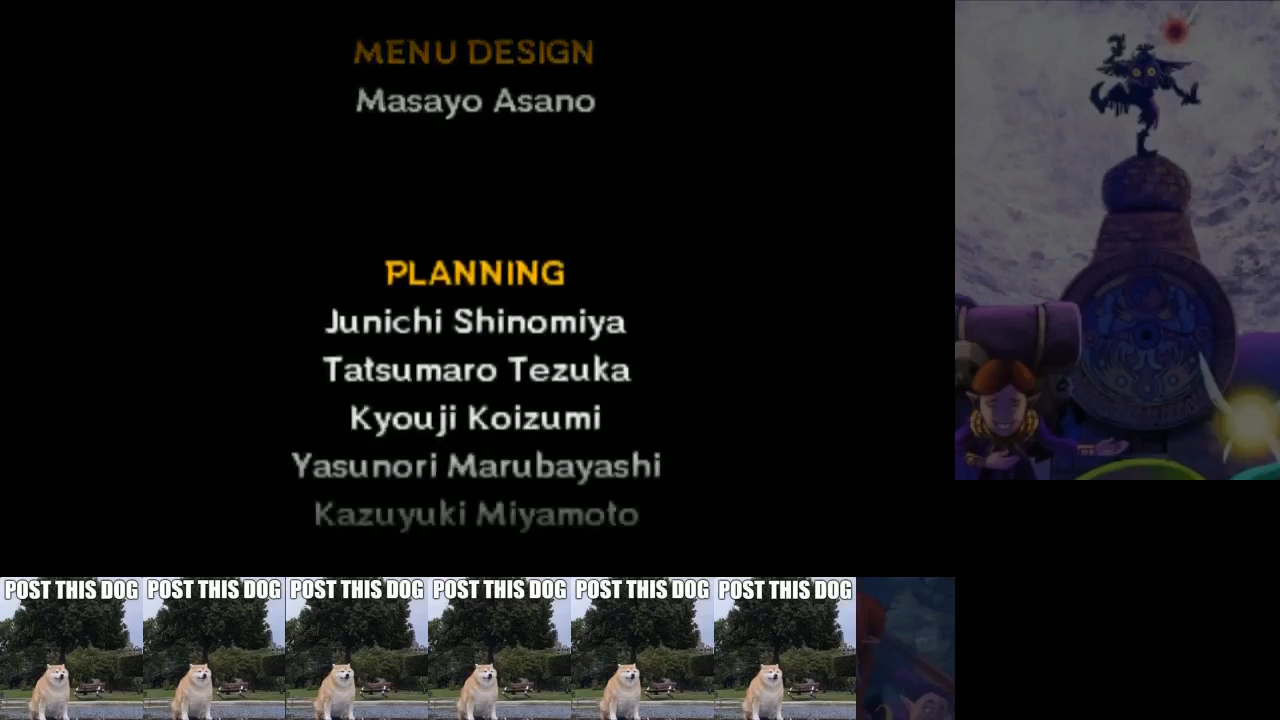 MENU DESIGN
Masayo Asano
PLANNING
Junichi Shinomiya
Tatsumaro Tezuka
Kyouji Koizumi
Yasunori Marubayashi
Kazuyuki Miyamoto
POST THIS DOG POST THIS DOG POST THIS DOG POST THIS DOG POST THIS DOG POST THIS DOG